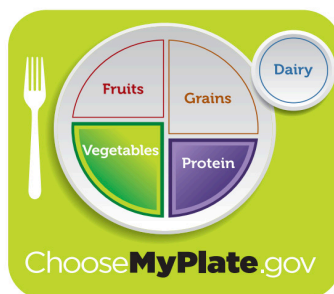 Dairy
Fruits
Grains
Vegetables
Protein
ChooseMyPlate.gov